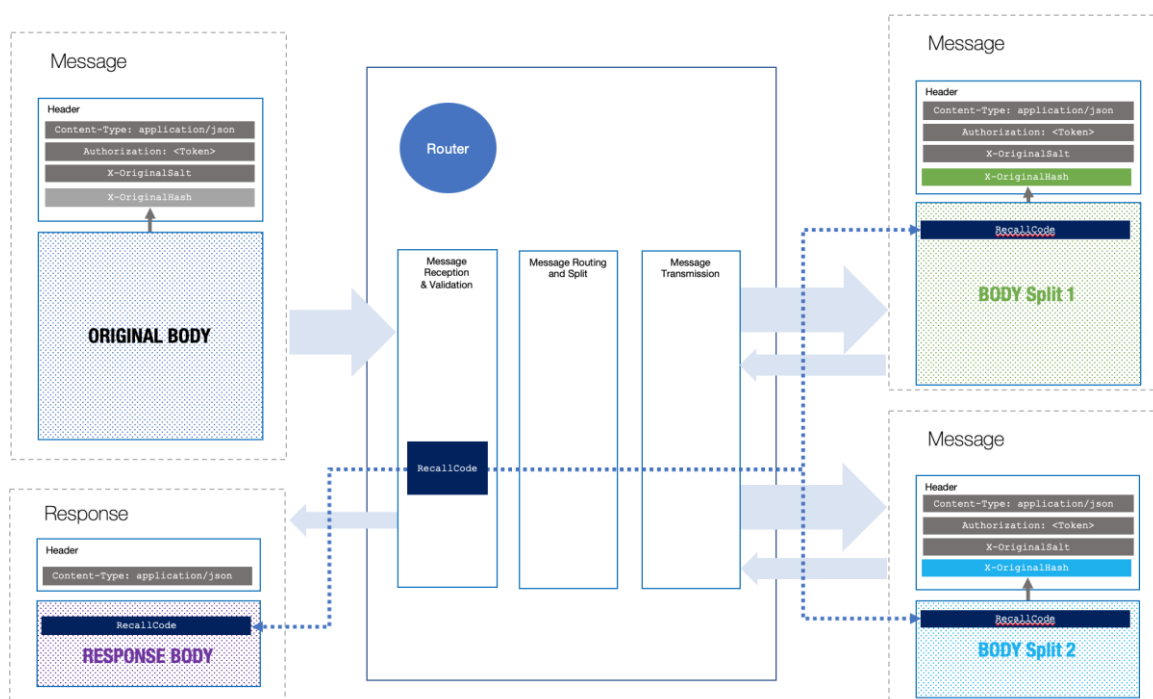 Message
Header
Content-Type: application/json
Authorization: <Token>
X-OriginalSalt
X-OriginalHash
ORIGINAL BODY
Response
Header
Content-Type: application/json
RecallCode
RESPONSE BODY
Router
Message
Reception
& Validation
RecallCode
Message Routing
and Split
Message
Transmission
Message
Header
Content-Type: application/json
Authorization: <Token>
X-OriginalSalt
X-OriginalHash
RecallCode
BODY Split 1
Message
Header
Content-Type: application/json
Authorization: <Token>
X-OriginalSalt
X-OriginalHash
RecallCode
BODY Split 2